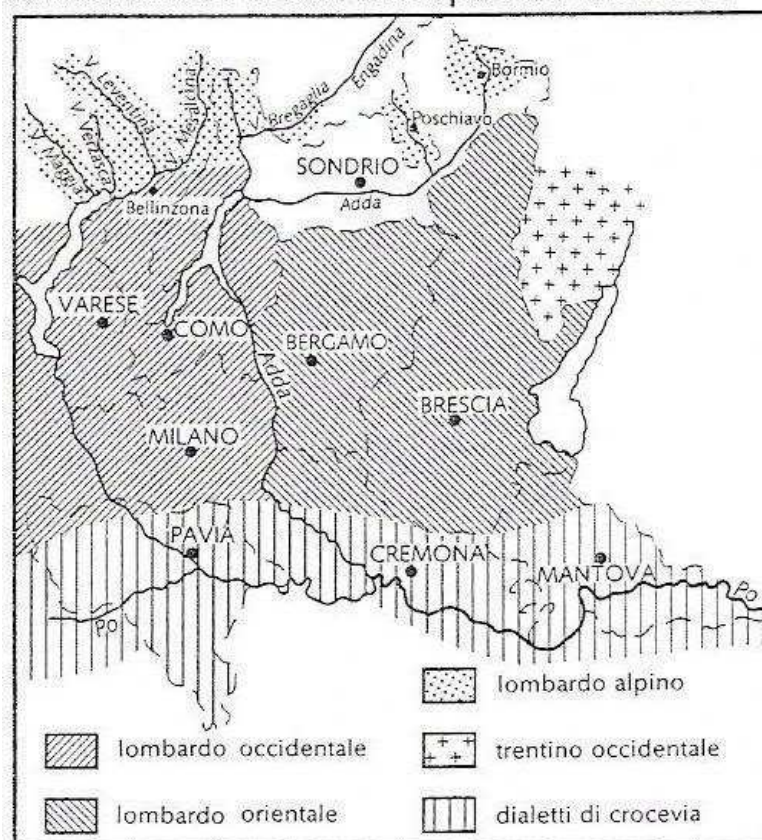 V. Leventina
V. Verzasca
V. Maggia
V. Mesolcina
V. Bregaglia
Engadina
Bormio
Poschiavo
SONDRIO
Adda
Bellinzona
VARESE
COMO
BERGAMO
Adda
BRESCIA
MILANO
PAVIA
CREMONA
MANTOVA
Po
Po
lombardo alpino
lombardo occidentale
trentino occidentale
lombardo orientale
dialetti di crocevia